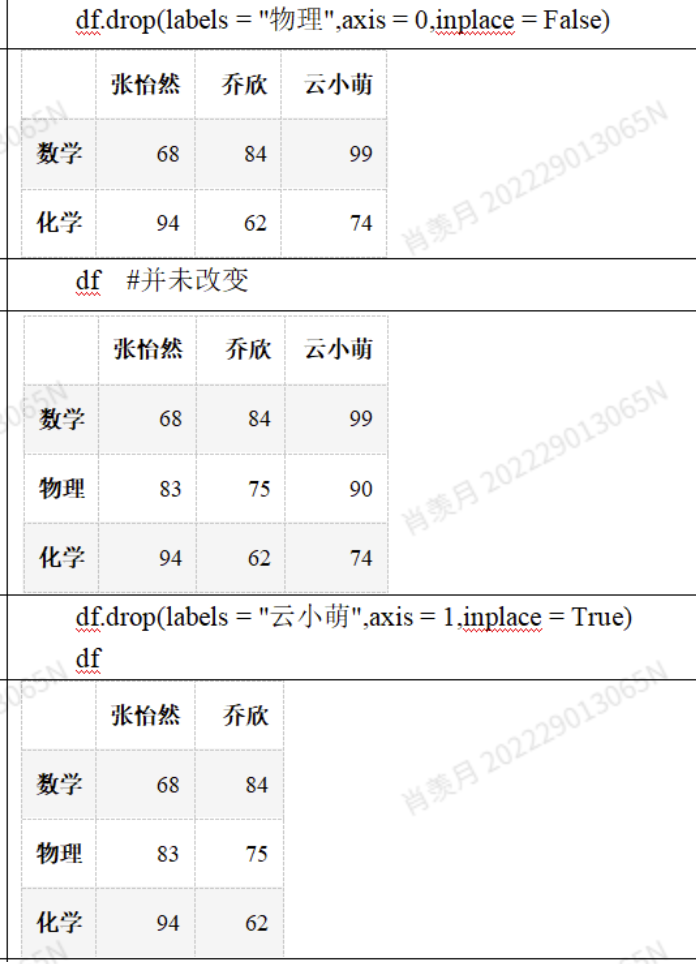 df.drop(labels = "物理",axis = 0,inplace = False)
张怡然 乔欣 云小萌
数学 68 84 99
化学 94 62 74
3065N
肖羡月 202229013065N
df #并未改变
张怡然 乔欣 云小萌
数学 68 84 99
物理 83 75 90
化学 94 62 74
3065N
肖羡月 202229013065N
df.drop(labels = "云小萌",axis = 1,inplace = True)
df
张怡然 乔欣
数学 68 84
物理 83 75
化学 94 62
3065N
肖羡月 202229013065N